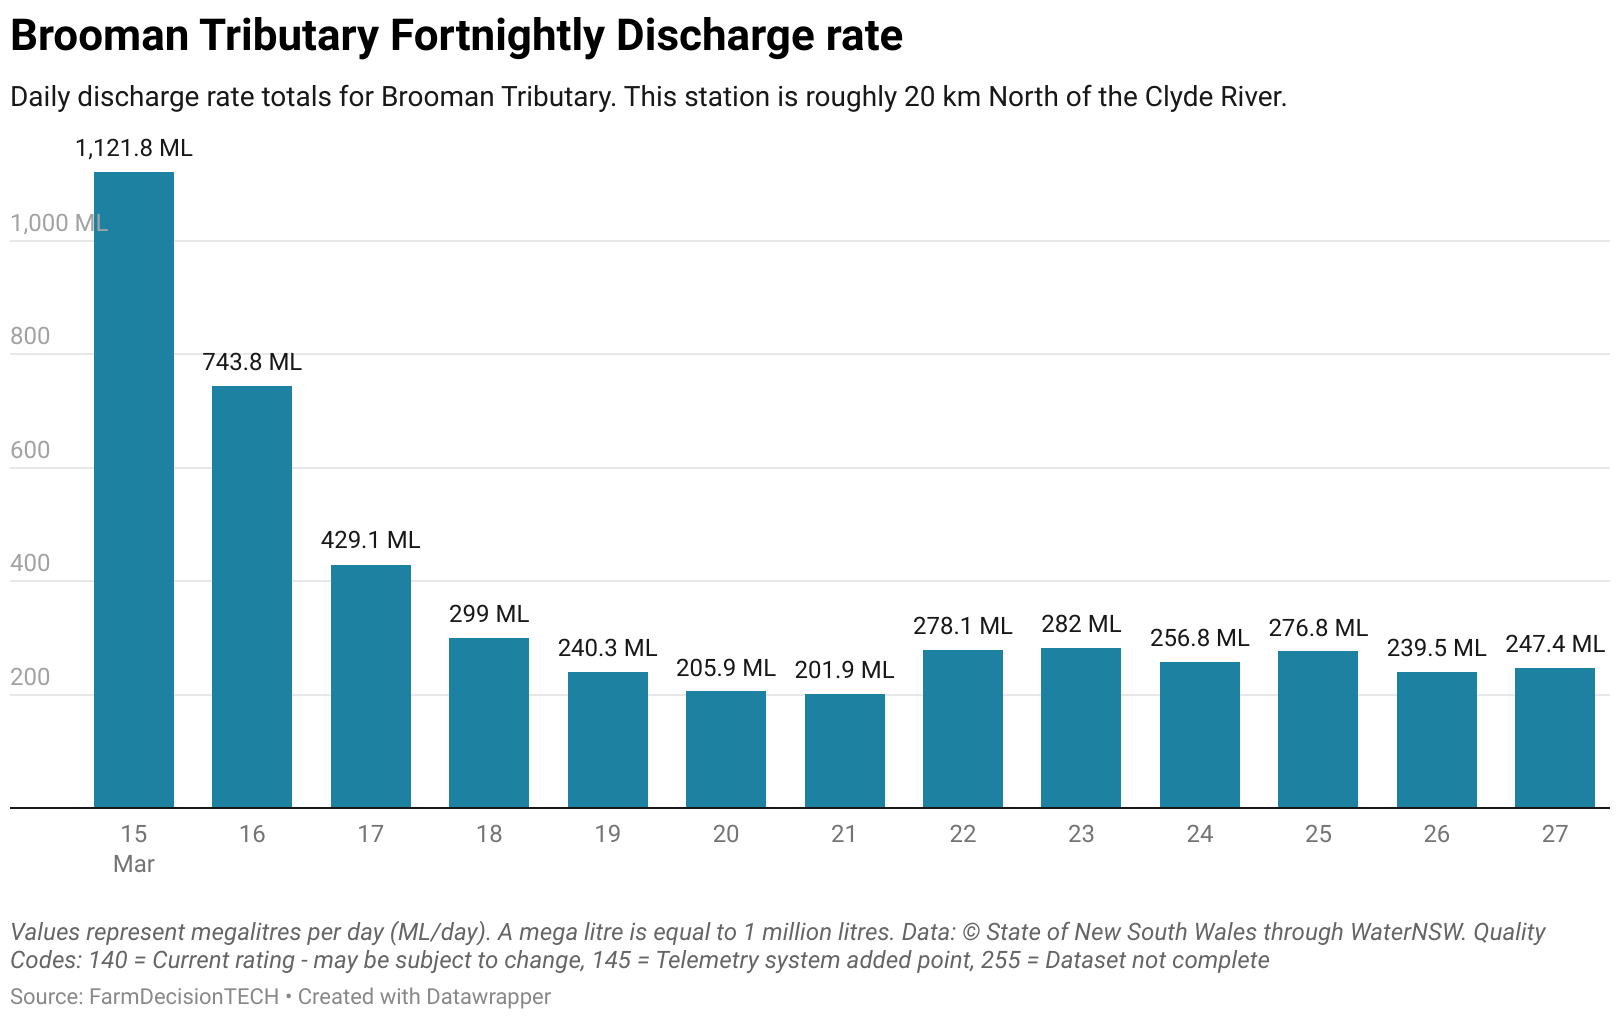 Brooman Tributary Fortnightly Discharge rate
Daily discharge rate totals for Brooman Tributary. This station is roughly 20 km North of the Clyde River.
1,121.8 ML
1,000 ML
800
743.8 ML
600
429.1 ML
400
299 ML
278.1 ML
282 ML
276.8 ML
256.8 ML
247.4 ML
240.3 ML
239.5 ML
205.9 ML
201.9 ML
200
15 16 17 18 19 20 21 22 23 24 25 26 27
Mar
Values represent megalitres per day (ML/day). A mega litre is equal to 1 million litres. Data: © State of New South Wales through WaterNSW. Quality
Codes: 140 = Current rating - may be subject to change, 145 = Telemetry system added point, 255 = Dataset not complete
Source: FarmDecisionTECH • Created with Datawrapper